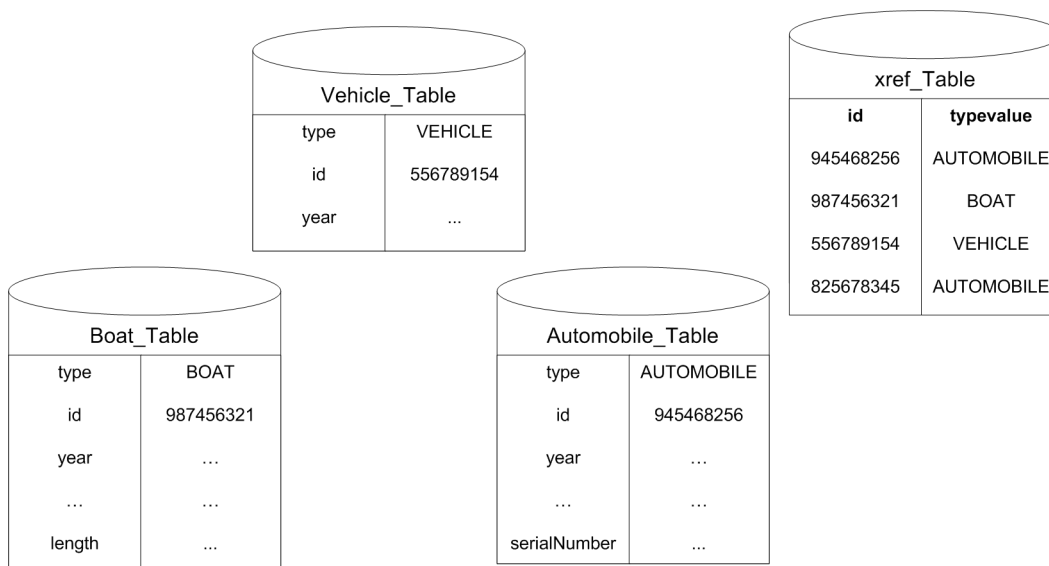 Vehicle_Table
type VEHICLE
id 556789154
year ...
xref_Table
id typevalue
945468256 AUTOMOBILE
987456321 BOAT
556789154 VEHICLE
825678345 AUTOMOBILE
Boat_Table
type BOAT
id 987456321
year ...
... ...
length ...
Automobile_Table
type AUTOMOBILE
id 945468256
year ...
... ...
serialNumber ...